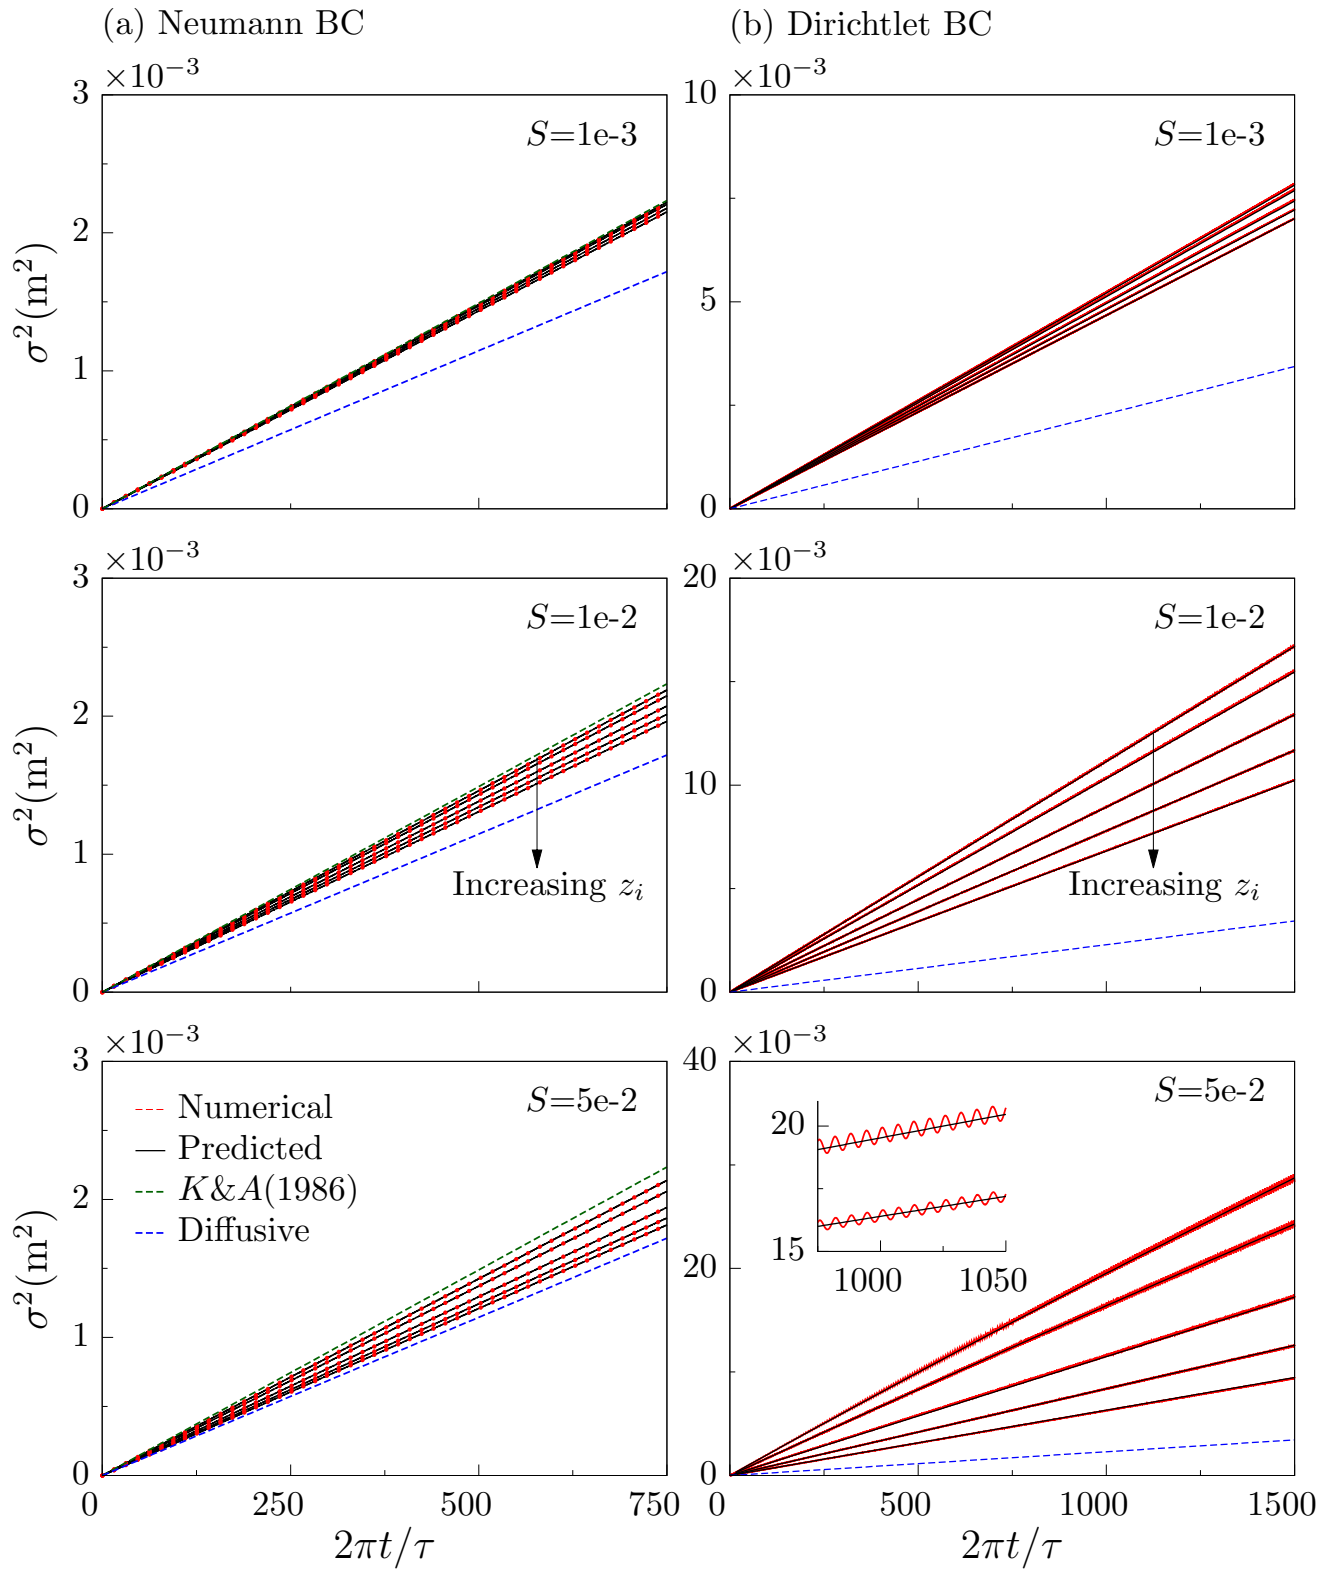 (a) Neumann BC
(b) Dirichtlet BC
×10⁻³
×10⁻³
3
2
1
0
σ²(m²)
S=1e-3
10
5
0
S=1e-3
×10⁻³
×10⁻³
3
2
1
0
σ²(m²)
S=1e-2
Increasing zᵢ
20
10
0
S=1e-2
Increasing zᵢ
×10⁻³
×10⁻³
3
2
1
0
σ²(m²)
S=5e-2
Numerical
Predicted
K&A(1986)
Diffusive
0 250 500 750
2πt/τ
40
20
0
S=5e-2
20
15
1000 1050
0 500 1000 1500
2πt/τ